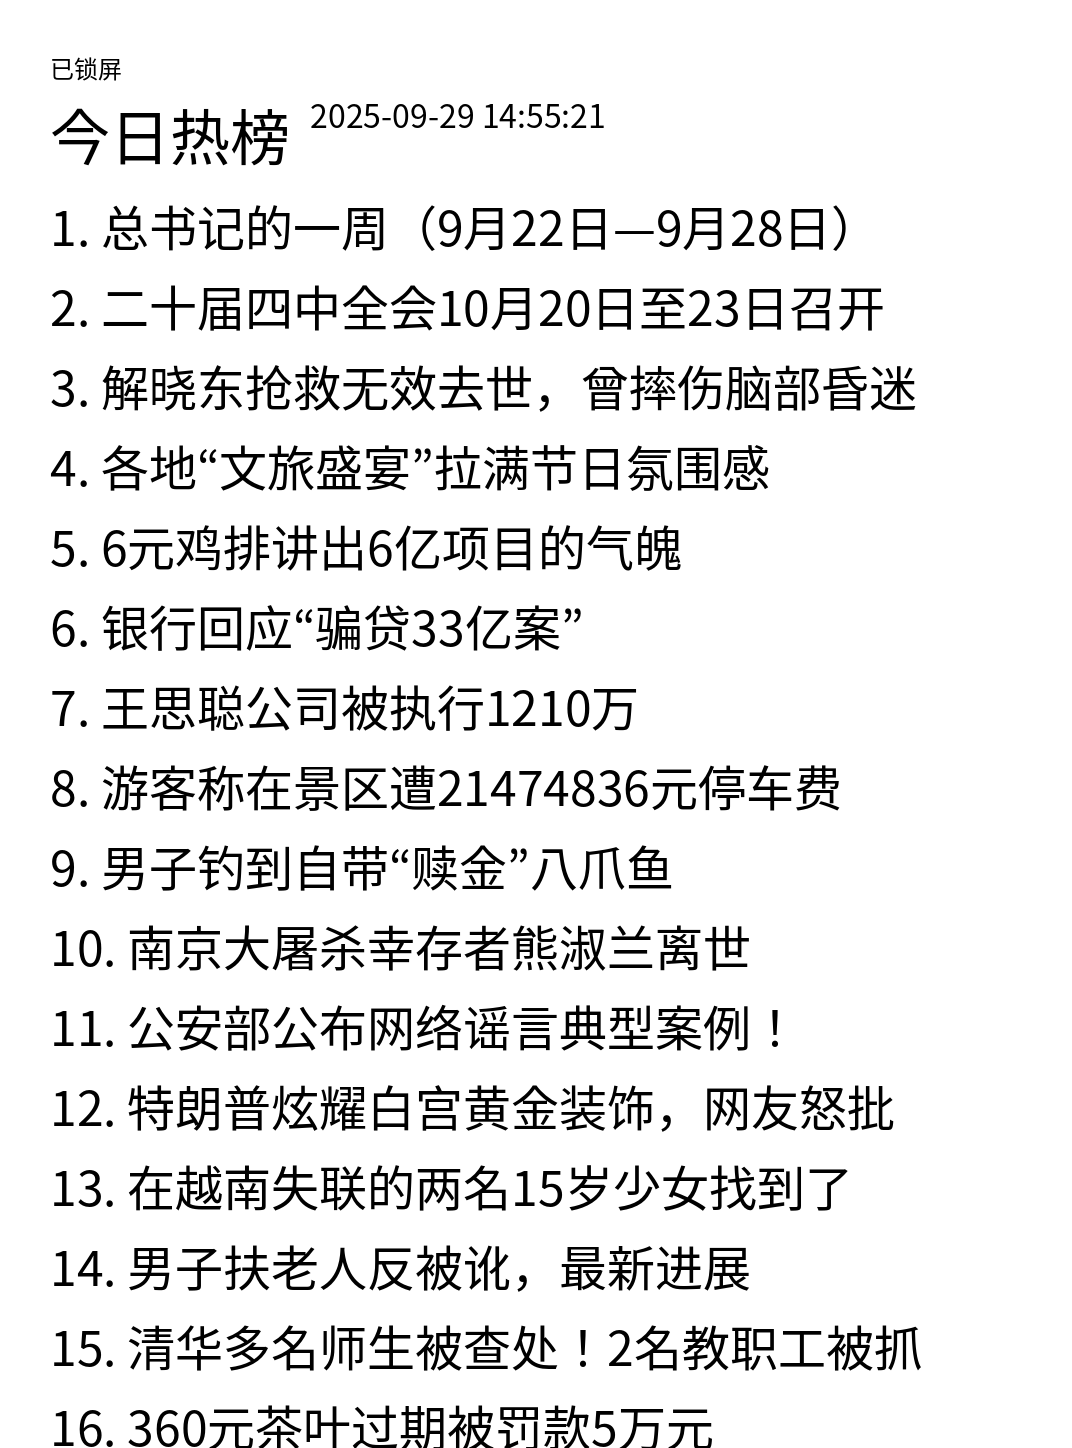 已锁屏
今日热榜 2025-09-29 14:55:21
1. 总书记的一周（9月22日—9月28日）
2. 二十届四中全会10月20日至23日召开
3. 解晓东抢救无效去世，曾摔伤脑部昏迷
4. 各地“文旅盛宴”拉满节日氛围感
5. 6元鸡排讲出6亿项目的气魄
6. 银行回应“骗贷33亿案”
7. 王思聪公司被执行1210万
8. 游客称在景区遭21474836元停车费
9. 男子钓到自带“赎金”八爪鱼
10. 南京大屠杀幸存者熊淑兰离世
11. 公安部公布网络谣言典型案例！
12. 特朗普炫耀白宫黄金装饰，网友怒批
13. 在越南失联的两名15岁少女找到了
14. 男子扶老人反被讹，最新进展
15. 清华多名师生被查处！2名教职工被抓
16. 360元茶叶过期被罚款5万元